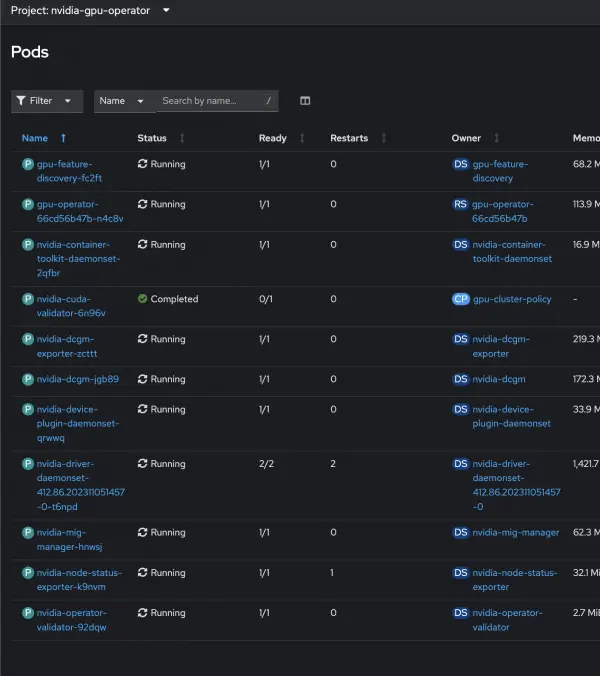 Project: nvidia-gpu-operator
Pods
Filter Name Search by name... /
Name Status Ready Restarts Owner Memo
P gpu-feature- Running 1/1 0 DS gpu-feature- 68.2 M
discovery-fc2ft discovery
P gpu-operator- Running 1/1 0 RS gpu-operator- 113.9 M
66cd56b47b-n4c8v 66cd56b47b
P nvidia-container- Running 1/1 0 DS nvidia-container- 16.9 M
toolkit-daemonset- toolkit-daemonset
2qfbr
P nvidia-cuda- Completed 0/1 0 CP gpu-cluster-policy -
validator-6n96v
P nvidia-dcgm- Running 1/1 0 DS nvidia-dcgm- 219.3 M
exporter-zcttt exporter
P nvidia-dcgm-jgb89 Running 1/1 0 DS nvidia-dcgm 172.3 M
P nvidia-device- Running 1/1 0 DS nvidia-device- 33.9 M
plugin-daemonset- plugin-daemonset
qrwwq
P nvidia-driver- Running 2/2 2 DS nvidia-driver- 1,421.7
daemonset- daemonset-
412.86.202311051457 412.86.202311051457
-0-t6npd -0
P nvidia-mig- Running 1/1 0 DS nvidia-mig-manager 62.3 M
manager-hnwsj
P nvidia-node-status- Running 1/1 1 DS nvidia-node-status- 32.1 Mi
exporter-k9nvm exporter
P nvidia-operator- Running 1/1 0 DS nvidia-operator- 2.7 MiB
validator-92dqw validator